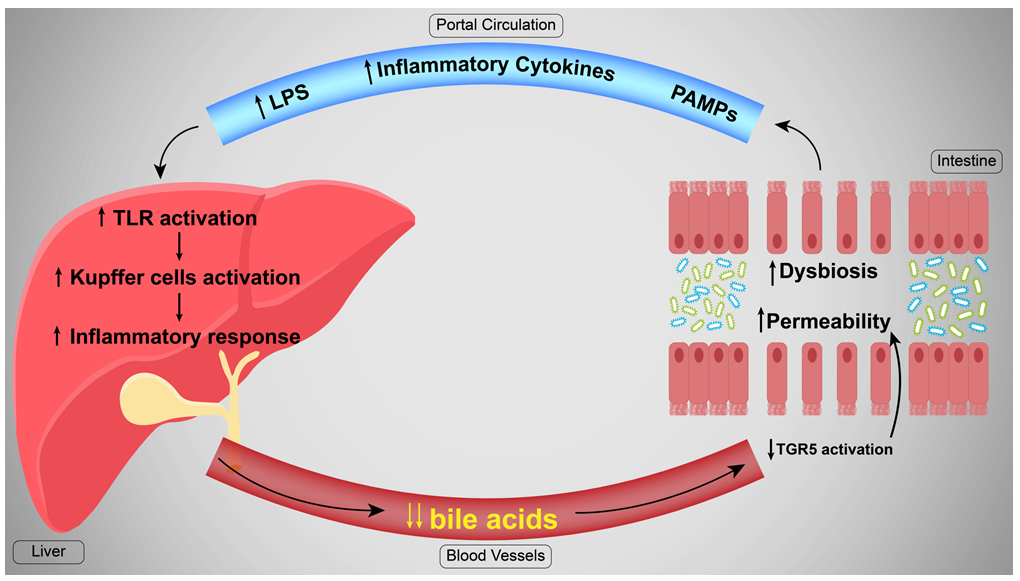 Portal Circulation
↑ Inflammatory Cytokines
↑ LPS
PAMPs
Intestine
↑ TLR activation
↓
↑ Kupffer cells activation
↓
↑ Inflammatory response
↑ Dysbiosis
↑ Permeability
↓ TGR5 activation
↓↓ bile acids
Liver
Blood Vessels